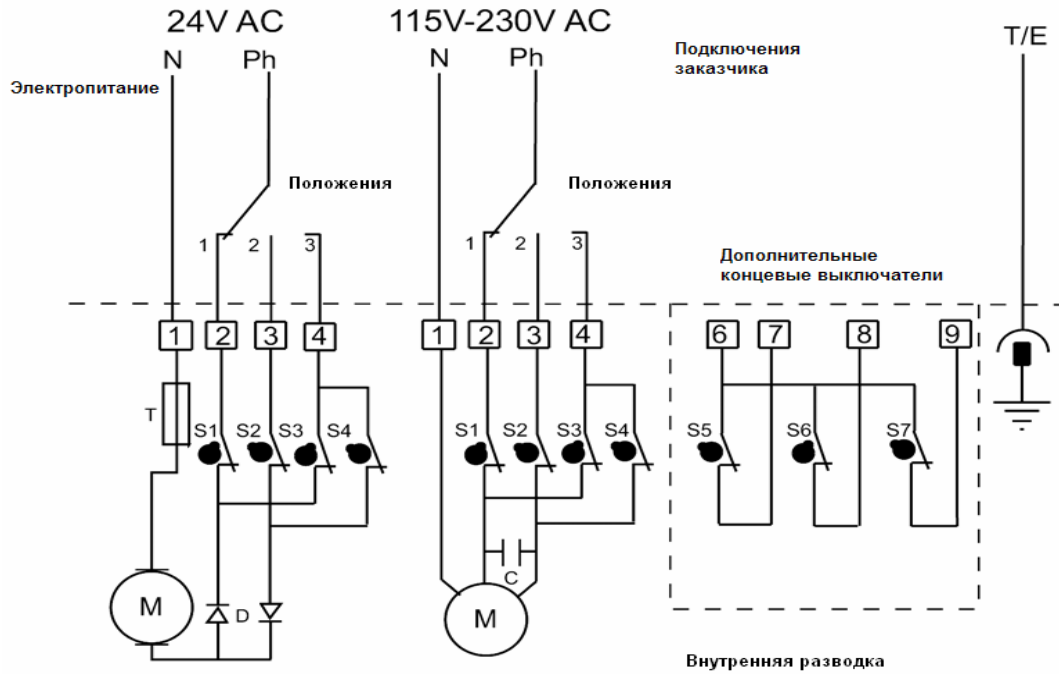 24V AC
115V-230V AC
N
Ph
N
Ph
Подключения
заказчика
T/E
Электропитание
Положения
Положения
1
2
3
1
2
3
Дополнительные
концевые выключатели
1
2
3
4
1
2
3
4
6
7
8
9
T
S1
S2
S3
S4
S1
S2
S3
S4
S5
S6
S7
C
M
D
M
Внутренняя разводка